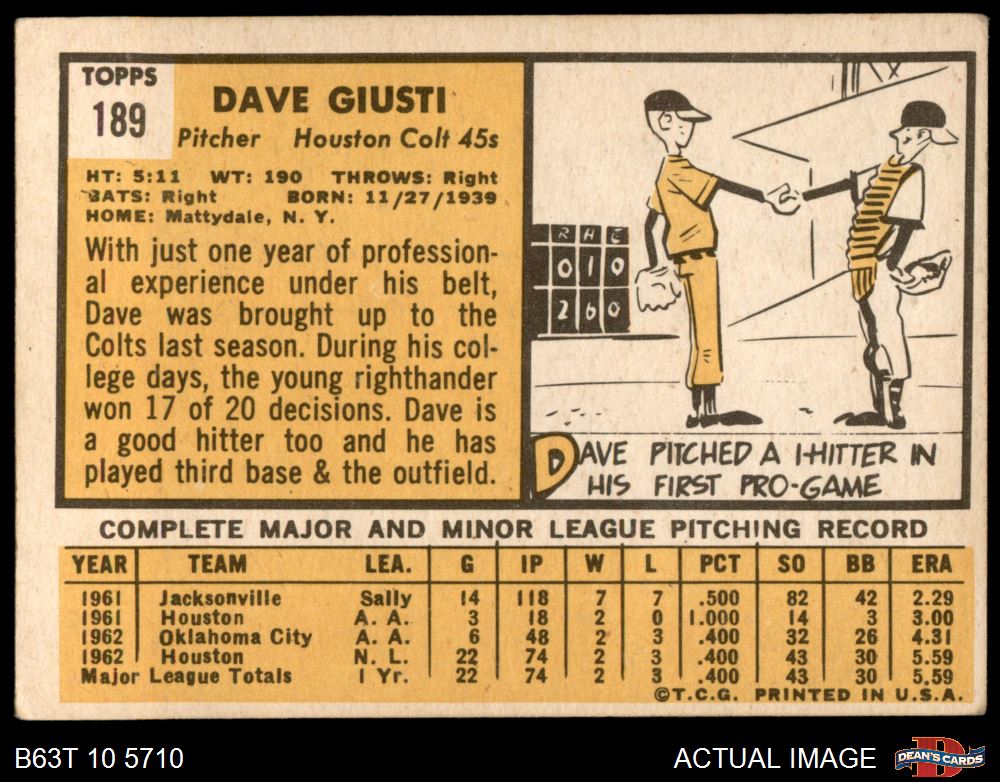 TOPPS
189
DAVE GIUSTI
Pitcher Houston Colt 45s
HT: 5:11 WT: 190 THROWS: Right
BATS: Right BORN: 11/27/1939
HOME: Mattydale, N. Y.
With just one year of profession-
al experience under his belt,
Dave was brought up to the
Colts last season. During his col-
lege days, the young righthander
won 17 of 20 decisions. Dave is
a good hitter too and he has
played third base & the outfield.
R H E
0 1 0
2 6 0
DAVE PITCHED A 1-HITTER IN
HIS FIRST PRO-GAME
COMPLETE MAJOR AND MINOR LEAGUE PITCHING RECORD
YEAR TEAM LEA. G IP W L PCT SO BB ERA
1961 Jacksonville Sally 14 118 7 7 .500 82 42 2.29
1961 Houston A. A. 3 18 2 0 1.000 14 3 3.00
1962 Oklahoma City A. A. 6 48 2 3 .400 32 26 4.31
1962 Houston N. L. 22 74 2 3 .400 43 30 5.59
Major League Totals 1 Yr. 22 74 2 3 .400 43 30 5.59
©T.C.G. PRINTED IN U.S.A.
B63T 10 5710
ACTUAL IMAGE
D
DEAN'S CARDS